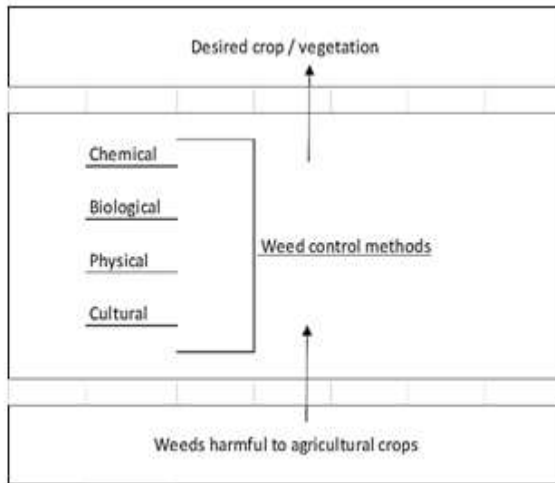 Desired crop / vegetation
Chemical
Biological
Weed control methods
Physical
Cultural
Weeds harmful to agricultural crops